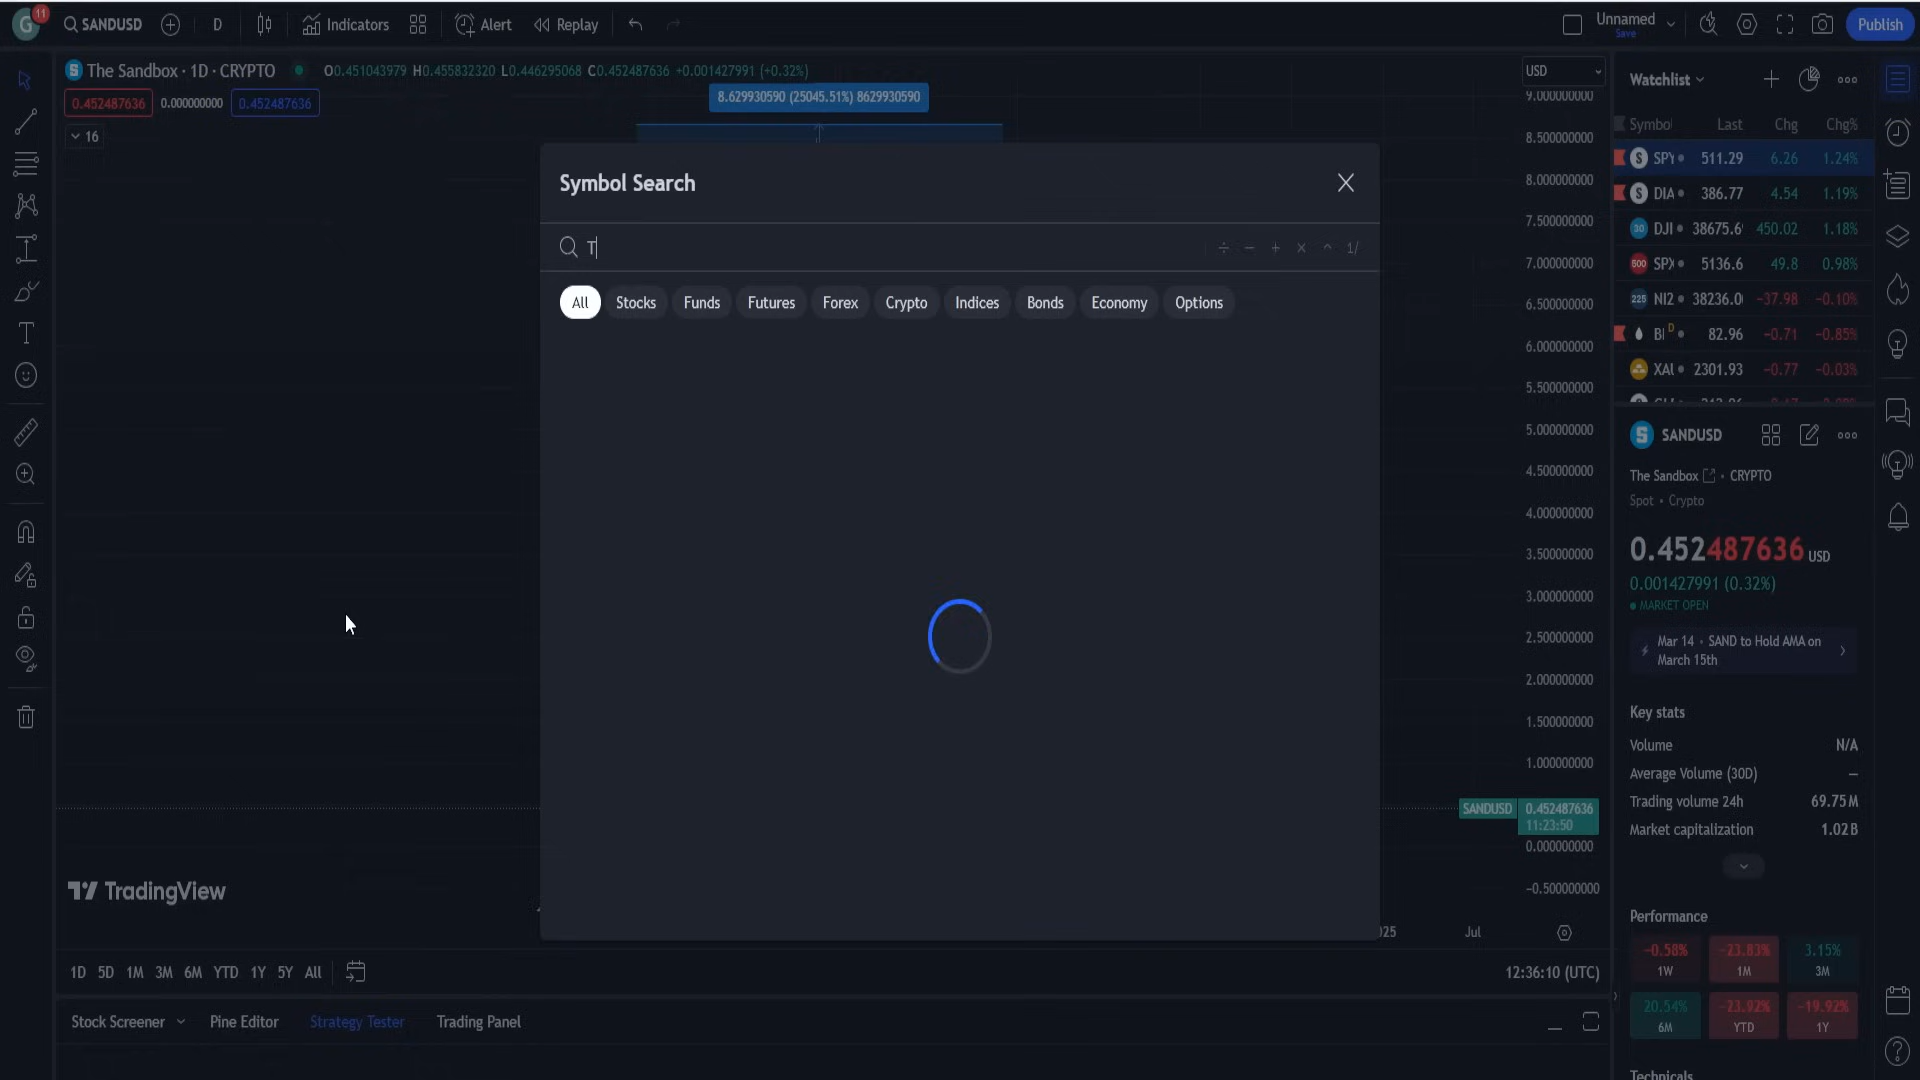 G 11 SANDUSD D Indicators Alert Replay Unnamed Save Publish
The Sandbox · 1D · CRYPTO O0.451043979 H0.455832320 L0.446295068 C0.452487636 +0.001427991 (+0.32%)
0.452487636 0.000000000 0.452487636
16
8.629930590 (25045.51%) 8629930590
USD
9.000000000
8.500000000
8.000000000
7.500000000
7.000000000
6.500000000
6.000000000
5.500000000
5.000000000
4.500000000
4.000000000
3.500000000
3.000000000
2.500000000
2.000000000
1.500000000
1.000000000
SANDUSD 0.452487636
11:23:50
0.000000000
−0.500000000
Symbol Search
T
÷ − + × ^ 1/
All Stocks Funds Futures Forex Crypto Indices Bonds Economy Options
TradingView
025 Jul
1D 5D 1M 3M 6M YTD 1Y 5Y All
12:36:10 (UTC)
Stock Screener Pine Editor Strategy Tester Trading Panel
Watchlist
Symbol Last Chg Chg%
S SPY 511.29 6.26 1.24%
S DIA 386.77 4.54 1.19%
30 DJI 38675.6 450.02 1.18%
500 SPX 5136.6 49.8 0.98%
225 NI2 38236.0 −37.98 −0.10%
D 82.96 −0.71 −0.85%
XAU 2301.93 −0.77 −0.03%
SANDUSD
The Sandbox · CRYPTO
Spot • Crypto
0.452487636 USD
0.001427991 (0.32%)
MARKET OPEN
Mar 14 • SAND to Hold AMA on
March 15th
Key stats
Volume N/A
Average Volume (30D) —
Trading volume 24h 69.75M
Market capitalization 1.02B
Performance
−0.58% −23.83% 3.15%
1W 1M 3M
20.54% −23.92% −19.92%
6M YTD 1Y
Technicals